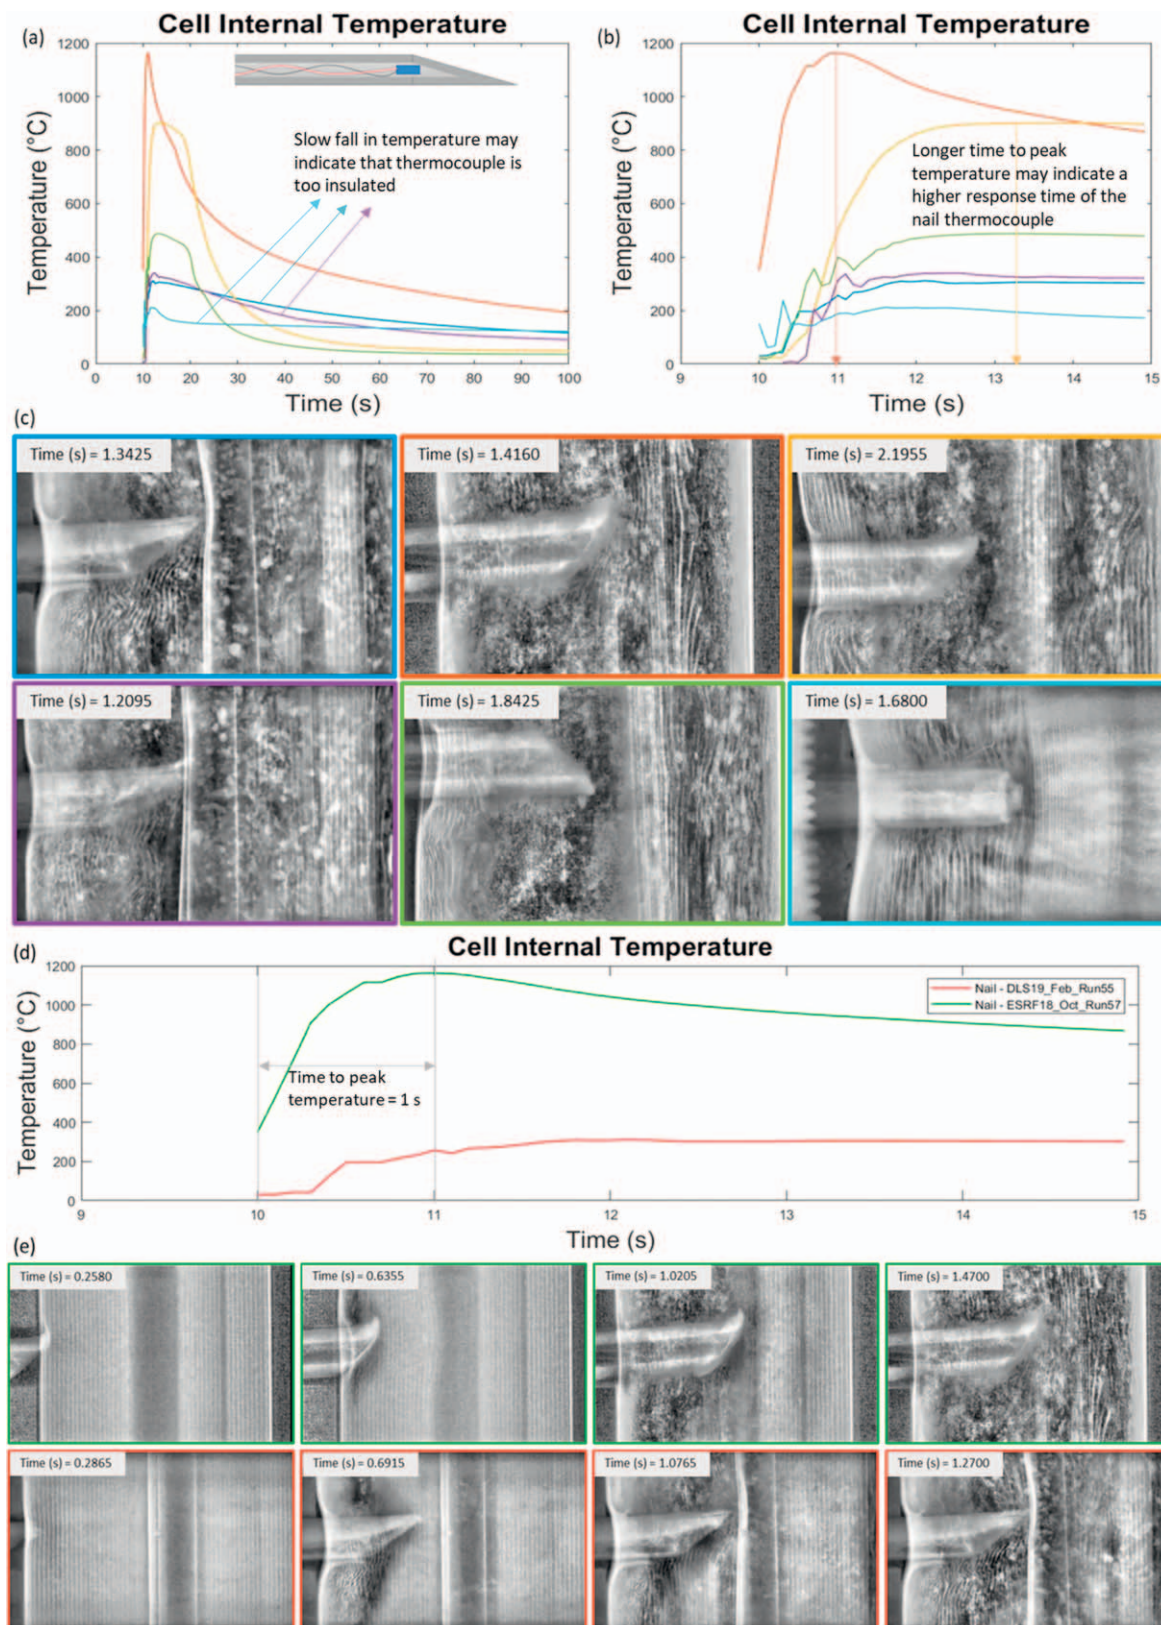 (a)
Cell Internal Temperature
Temperature (°C)
1200
1000
800
600
400
200
0
Slow fall in temperature may
indicate that thermocouple is
too insulated
0 10 20 30 40 50 60 70 80 90 100
Time (s)
(b)
Cell Internal Temperature
Temperature (°C)
1200
1000
800
600
400
200
0
Longer time to peak
temperature may indicate a
higher response time of the
nail thermocouple
9 10 11 12 13 14 15
Time (s)
(c)
Time (s) = 1.3425
Time (s) = 1.4160
Time (s) = 2.1955
Time (s) = 1.2095
Time (s) = 1.8425
Time (s) = 1.6800
(d)
Cell Internal Temperature
Temperature (°C)
1200
1000
800
600
400
200
0
Nail - DLS19_Feb_Run55
Nail - ESRF18_Oct_Run57
Time to peak
temperature = 1 s
9 10 11 12 13 14 15
Time (s)
(e)
Time (s) = 0.2580
Time (s) = 0.6355
Time (s) = 1.0205
Time (s) = 1.4700
Time (s) = 0.2865
Time (s) = 0.6915
Time (s) = 1.0765
Time (s) = 1.2700